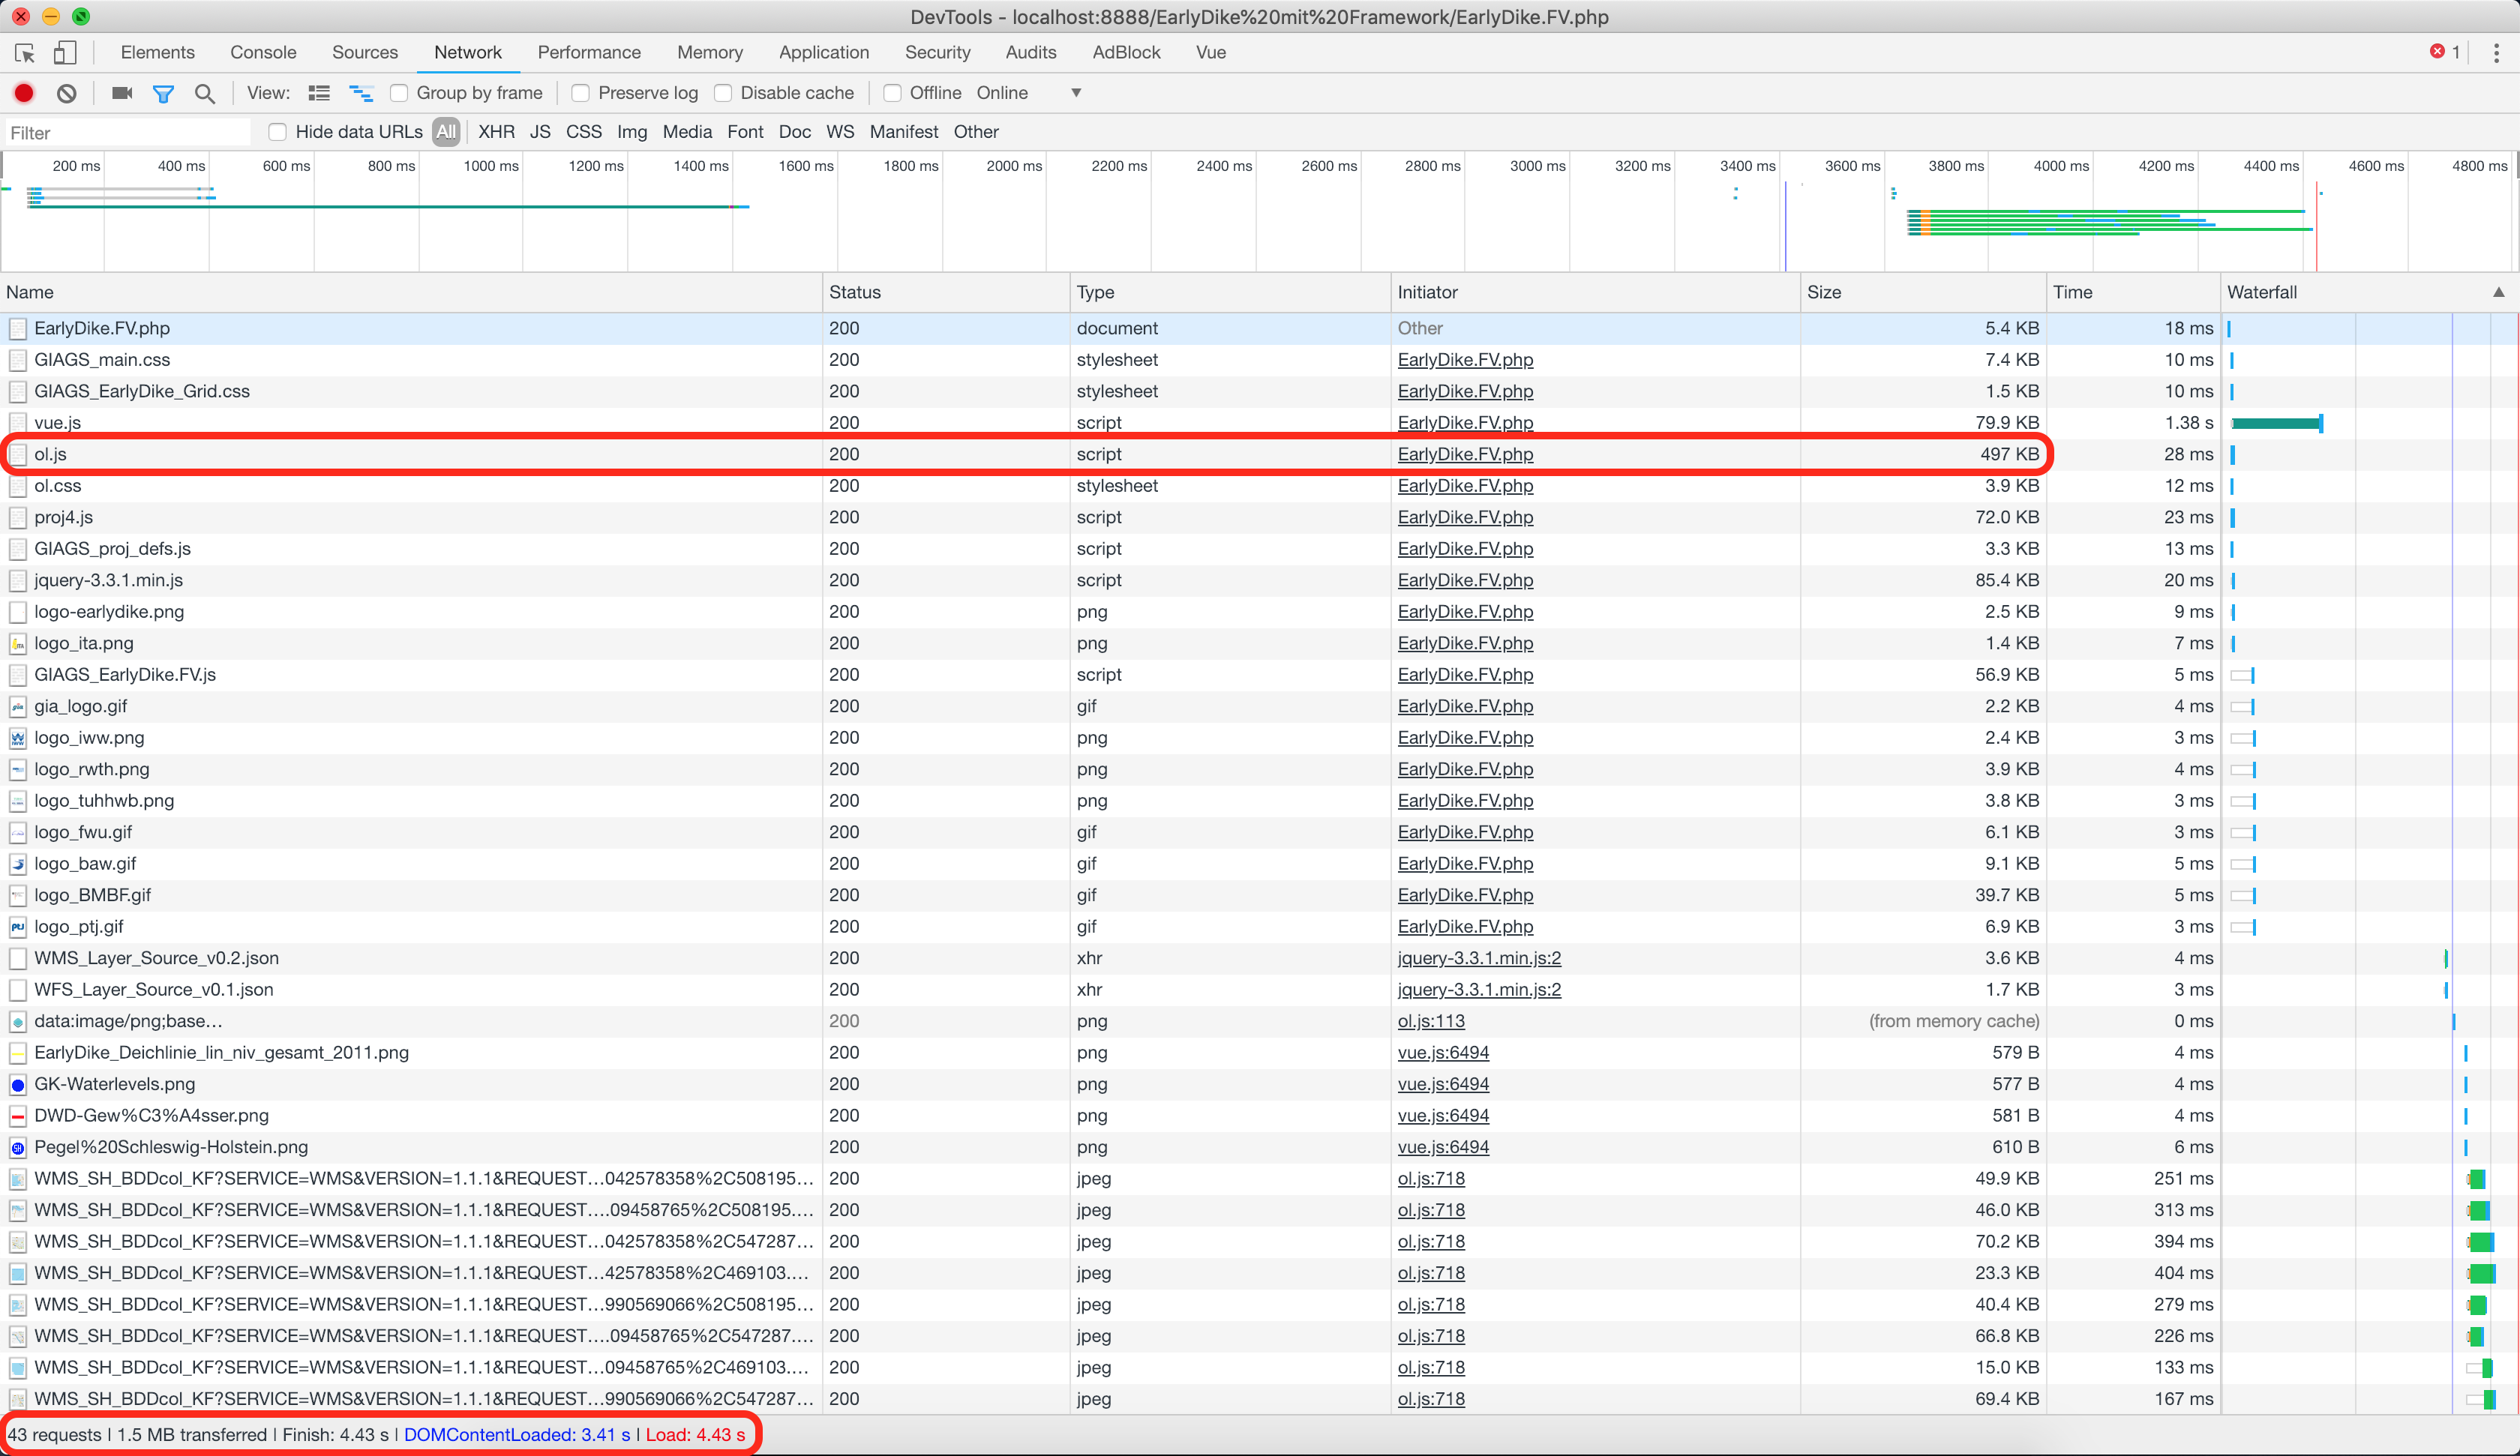 DevTools - localhost:8888/EarlyDike%20mit%20Framework/EarlyDike.FV.php
Elements Console Sources Network Performance Memory Application Security Audits AdBlock Vue 1
View: Group by frame Preserve log Disable cache Offline Online
Filter Hide data URLs All XHR JS CSS Img Media Font Doc WS Manifest Other
200 ms 400 ms 600 ms 800 ms 1000 ms 1200 ms 1400 ms 1600 ms 1800 ms 2000 ms 2200 ms 2400 ms 2600 ms 2800 ms 3000 ms 3200 ms 3400 ms 3600 ms 3800 ms 4000 ms 4200 ms 4400 ms 4600 ms 4800 ms
Name Status Type Initiator Size Time Waterfall
EarlyDike.FV.php 200 document Other 5.4 KB 18 ms
GIAGS_main.css 200 stylesheet EarlyDike.FV.php 7.4 KB 10 ms
GIAGS_EarlyDike_Grid.css 200 stylesheet EarlyDike.FV.php 1.5 KB 10 ms
vue.js 200 script EarlyDike.FV.php 79.9 KB 1.38 s
ol.js 200 script EarlyDike.FV.php 497 KB 28 ms
ol.css 200 stylesheet EarlyDike.FV.php 3.9 KB 12 ms
proj4.js 200 script EarlyDike.FV.php 72.0 KB 23 ms
GIAGS_proj_defs.js 200 script EarlyDike.FV.php 3.3 KB 13 ms
jquery-3.3.1.min.js 200 script EarlyDike.FV.php 85.4 KB 20 ms
logo-earlydike.png 200 png EarlyDike.FV.php 2.5 KB 9 ms
logo_ita.png 200 png EarlyDike.FV.php 1.4 KB 7 ms
GIAGS_EarlyDike.FV.js 200 script EarlyDike.FV.php 56.9 KB 5 ms
gia_logo.gif 200 gif EarlyDike.FV.php 2.2 KB 4 ms
logo_iww.png 200 png EarlyDike.FV.php 2.4 KB 3 ms
logo_rwth.png 200 png EarlyDike.FV.php 3.9 KB 4 ms
logo_tuhhwb.png 200 png EarlyDike.FV.php 3.8 KB 3 ms
logo_fwu.gif 200 gif EarlyDike.FV.php 6.1 KB 3 ms
logo_baw.gif 200 gif EarlyDike.FV.php 9.1 KB 5 ms
logo_BMBF.gif 200 gif EarlyDike.FV.php 39.7 KB 5 ms
logo_ptj.gif 200 gif EarlyDike.FV.php 6.9 KB 3 ms
WMS_Layer_Source_v0.2.json 200 xhr jquery-3.3.1.min.js:2 3.6 KB 4 ms
WFS_Layer_Source_v0.1.json 200 xhr jquery-3.3.1.min.js:2 1.7 KB 3 ms
data:image/png;base… 200 png ol.js:113 (from memory cache) 0 ms
EarlyDike_Deichlinie_lin_niv_gesamt_2011.png 200 png vue.js:6494 579 B 4 ms
GK-Waterlevels.png 200 png vue.js:6494 577 B 4 ms
DWD-Gew%C3%A4sser.png 200 png vue.js:6494 581 B 4 ms
Pegel%20Schleswig-Holstein.png 200 png vue.js:6494 610 B 6 ms
WMS_SH_BDDcol_KF?SERVICE=WMS&VERSION=1.1.1&REQUEST…042578358%2C508195.… 200 jpeg ol.js:718 49.9 KB 251 ms
WMS_SH_BDDcol_KF?SERVICE=WMS&VERSION=1.1.1&REQUEST….09458765%2C508195.… 200 jpeg ol.js:718 46.0 KB 313 ms
WMS_SH_BDDcol_KF?SERVICE=WMS&VERSION=1.1.1&REQUEST…042578358%2C547287.… 200 jpeg ol.js:718 70.2 KB 394 ms
WMS_SH_BDDcol_KF?SERVICE=WMS&VERSION=1.1.1&REQUEST…42578358%2C469103.… 200 jpeg ol.js:718 23.3 KB 404 ms
WMS_SH_BDDcol_KF?SERVICE=WMS&VERSION=1.1.1&REQUEST…990569066%2C508195… 200 jpeg ol.js:718 40.4 KB 279 ms
WMS_SH_BDDcol_KF?SERVICE=WMS&VERSION=1.1.1&REQUEST….09458765%2C547287.… 200 jpeg ol.js:718 66.8 KB 226 ms
WMS_SH_BDDcol_KF?SERVICE=WMS&VERSION=1.1.1&REQUEST…09458765%2C469103.… 200 jpeg ol.js:718 15.0 KB 133 ms
WMS_SH_BDDcol_KF?SERVICE=WMS&VERSION=1.1.1&REQUEST…990569066%2C547287… 200 jpeg ol.js:718 69.4 KB 167 ms
43 requests | 1.5 MB transferred | Finish: 4.43 s | DOMContentLoaded: 3.41 s | Load: 4.43 s